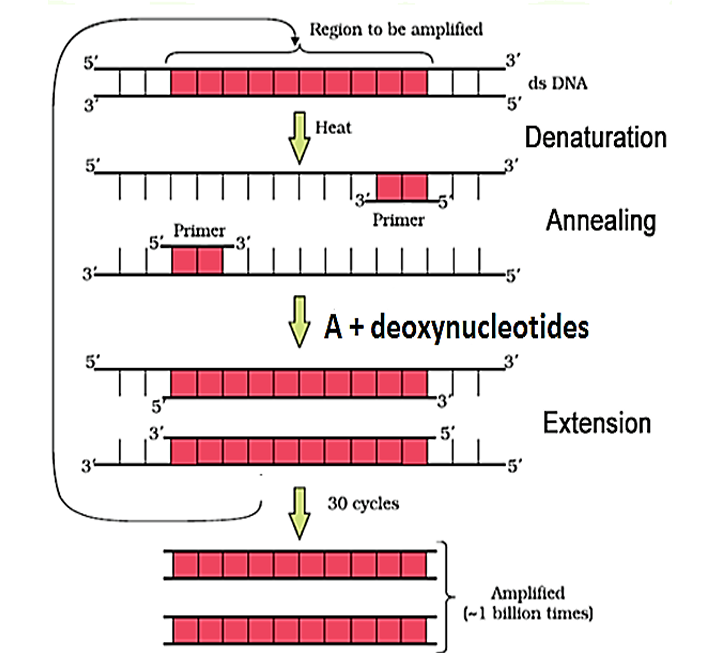 Region to be amplified
5′ 3′
ds DNA
3′ 5′
Heat
Denaturation
5′ 3′
3′ 5′
Primer
Annealing
Primer
5′ 3′
3′ 5′
A + deoxynucleotides
5′ 3′
5′ 3′
Extension
3′ 5′
3′ 5′
30 cycles
Amplified
(~1 billion times)